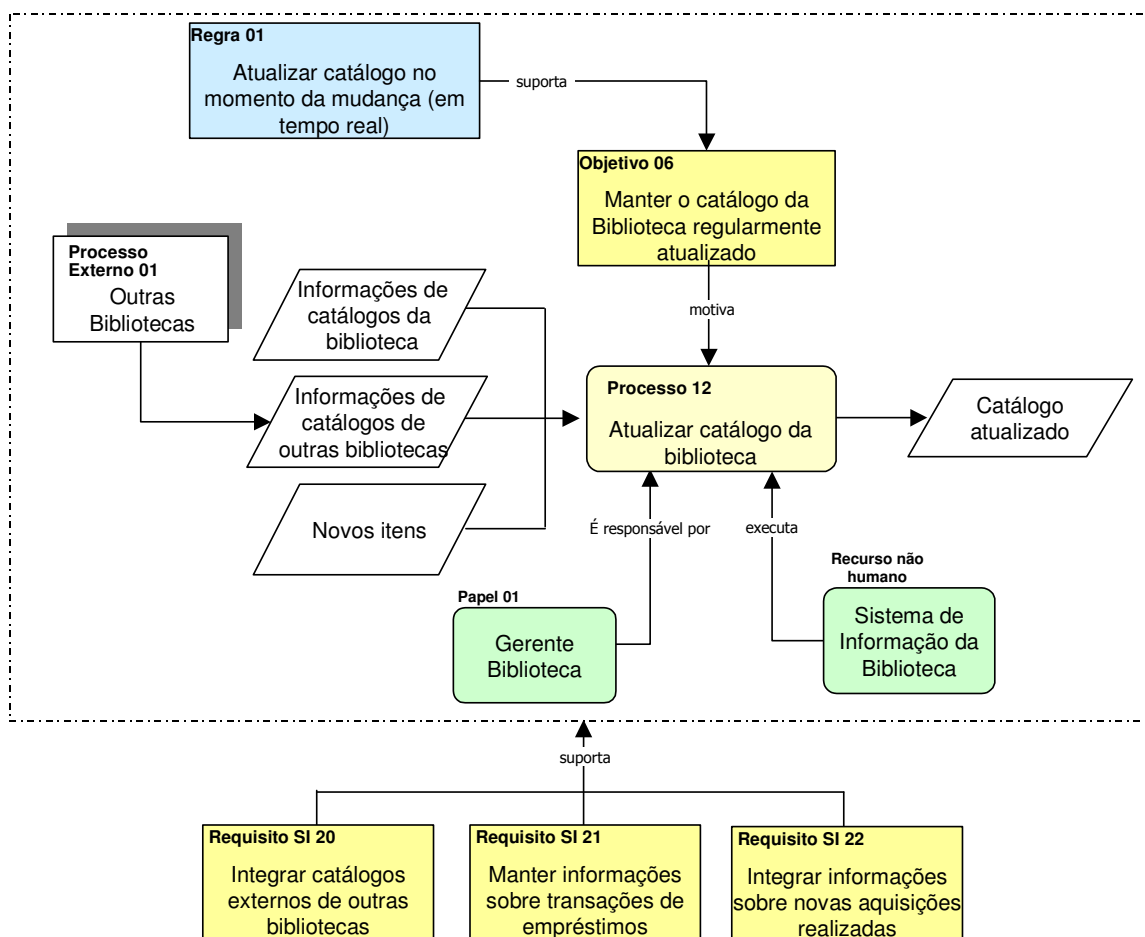 Regra 01
Atualizar catálogo no
momento da mudança (em
tempo real)
suporta
Objetivo 06
Manter o catálogo da
Biblioteca regularmente
atualizado
Processo
Externo 01
Outras
Bibliotecas
Informações de
catálogos da
biblioteca
motiva
Informações de
catálogos de
outras bibliotecas
Processo 12
Atualizar catálogo da
biblioteca
Catálogo
atualizado
Novos itens
É responsável por
executa
Recurso não
humano
Papel 01
Gerente
Biblioteca
Sistema de
Informação da
Biblioteca
suporta
Requisito SI 20
Integrar catálogos
externos de outras
bibliotecas
Requisito SI 21
Manter informações
sobre transações de
empréstimos
Requisito SI 22
Integrar informações
sobre novas aquisições
realizadas